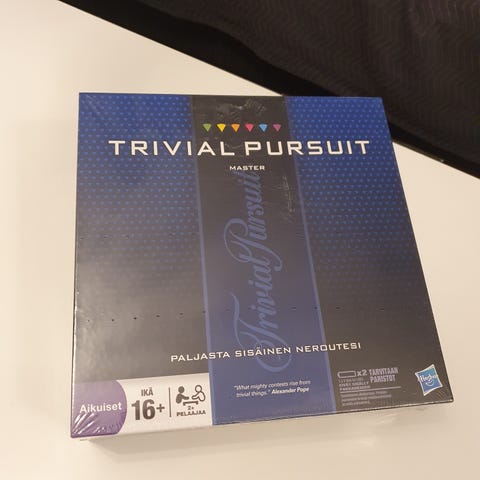 TRIVIAL PURSUIT
MASTER
Trivial Pursuit
PALJASTA SISÄINEN NEROUTESI
Aikuiset
IKÄ
16+
2+
PELAAJAA
"What mighty contests rise from
trivial things." Alexander Pope
x2 TARVITAAN
PARISTOT
Hasbro